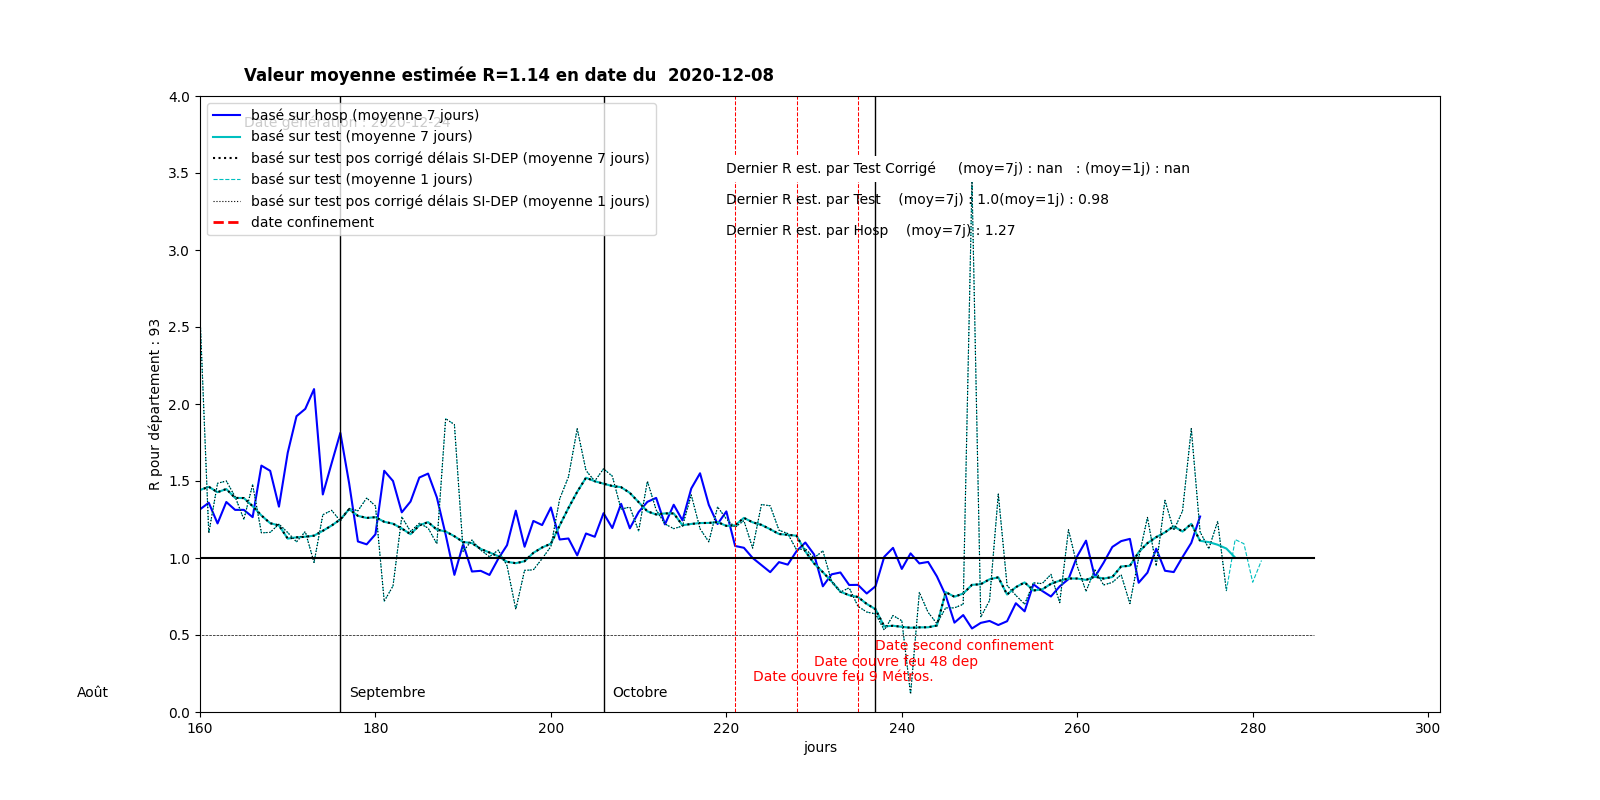 Valeur moyenne estimée R=1.14 en date du  2020-12-08
Date génération : 2020-12-24
basé sur hosp (moyenne 7 jours)
basé sur test (moyenne 7 jours)
basé sur test pos corrigé délais SI-DEP (moyenne 7 jours)
basé sur test (moyenne 1 jours)
basé sur test pos corrigé délais SI-DEP (moyenne 1 jours)
date confinement
Dernier R est. par Test Corrigé     (moy=7j) : nan   : (moy=1j) : nan
Dernier R est. par Test    (moy=7j) : 1.0(moy=1j) : 0.98
Dernier R est. par Hosp    (moy=7j) : 1.27
R pour département : 93
4.0
3.5
3.0
2.5
2.0
1.5
1.0
0.5
0.0
Date second confinement
Date couvre feu 48 dep
Date couvre feu 9 Métros.
Août
Septembre
Octobre
160 180 200 220 240 260 280 300
jours